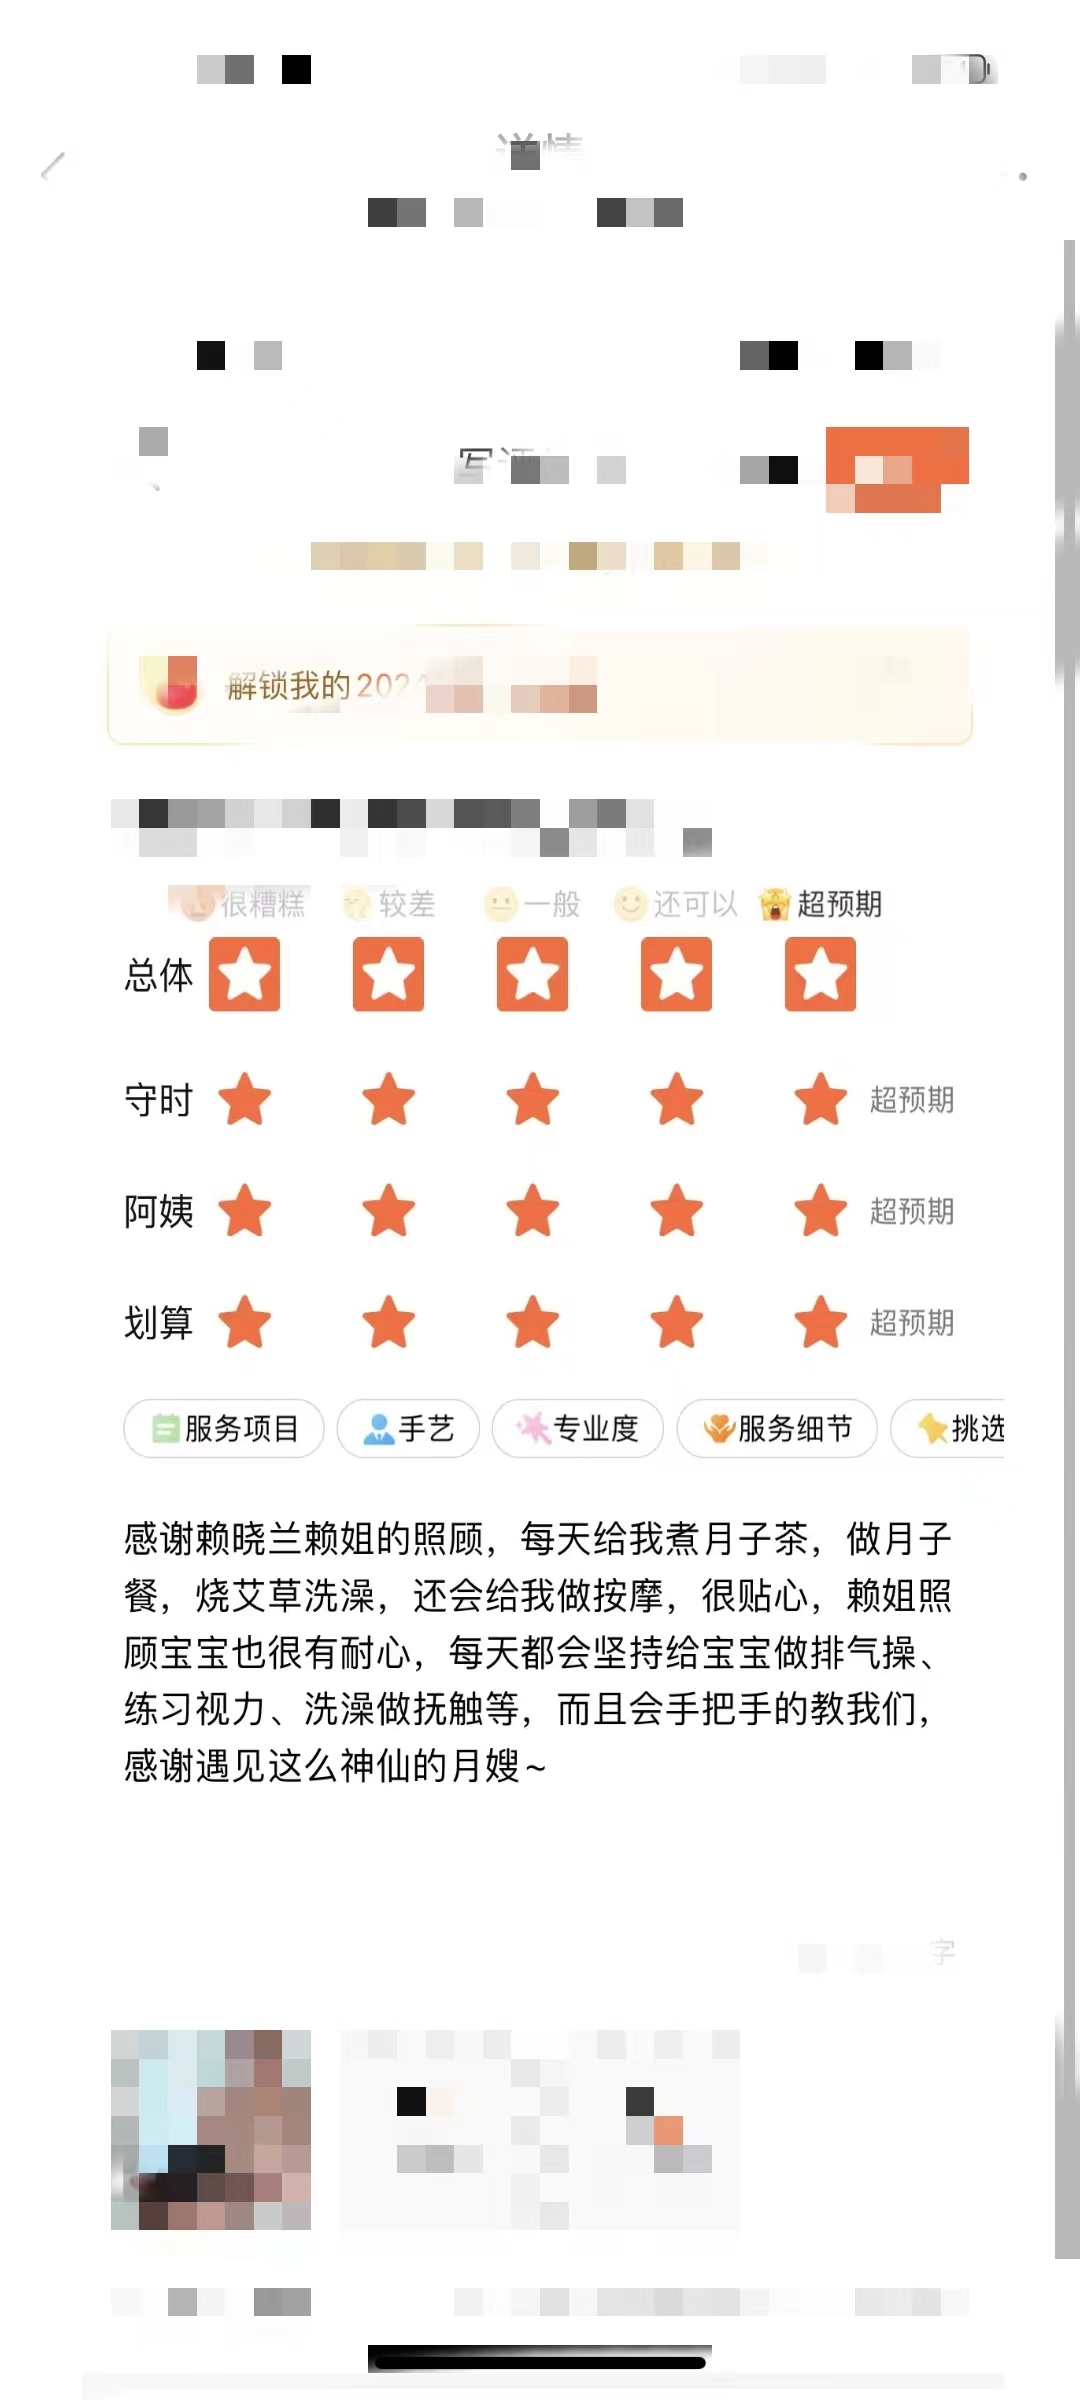 解锁我的202
很糟糕 较差 一般 还可以 超预期
总体
守时 超预期
阿姨 超预期
划算 超预期
服务项目 手艺 专业度 服务细节 挑选
感谢赖晓兰赖姐的照顾，每天给我煮月子茶，做月子
餐，烧艾草洗澡，还会给我做按摩，很贴心，赖姐照
顾宝宝也很有耐心，每天都会坚持给宝宝做排气操、
练习视力、洗澡做抚触等，而且会手把手的教我们，
感谢遇见这么神仙的月嫂~
字